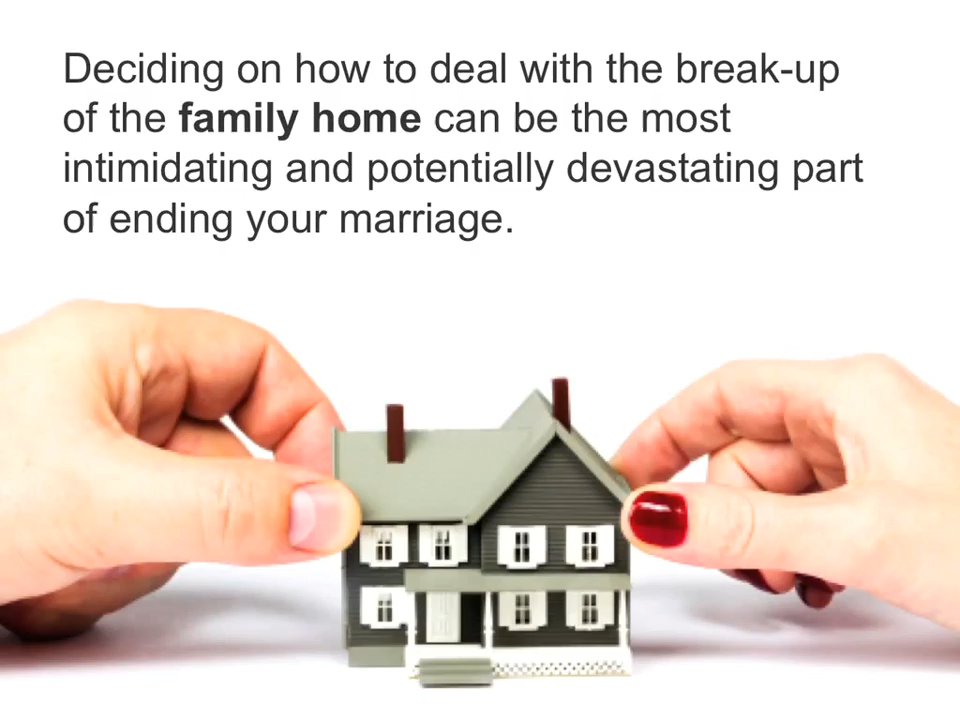 Deciding on how to deal with the break-up
of the family home can be the most
intimidating and potentially devastating part
of ending your marriage.